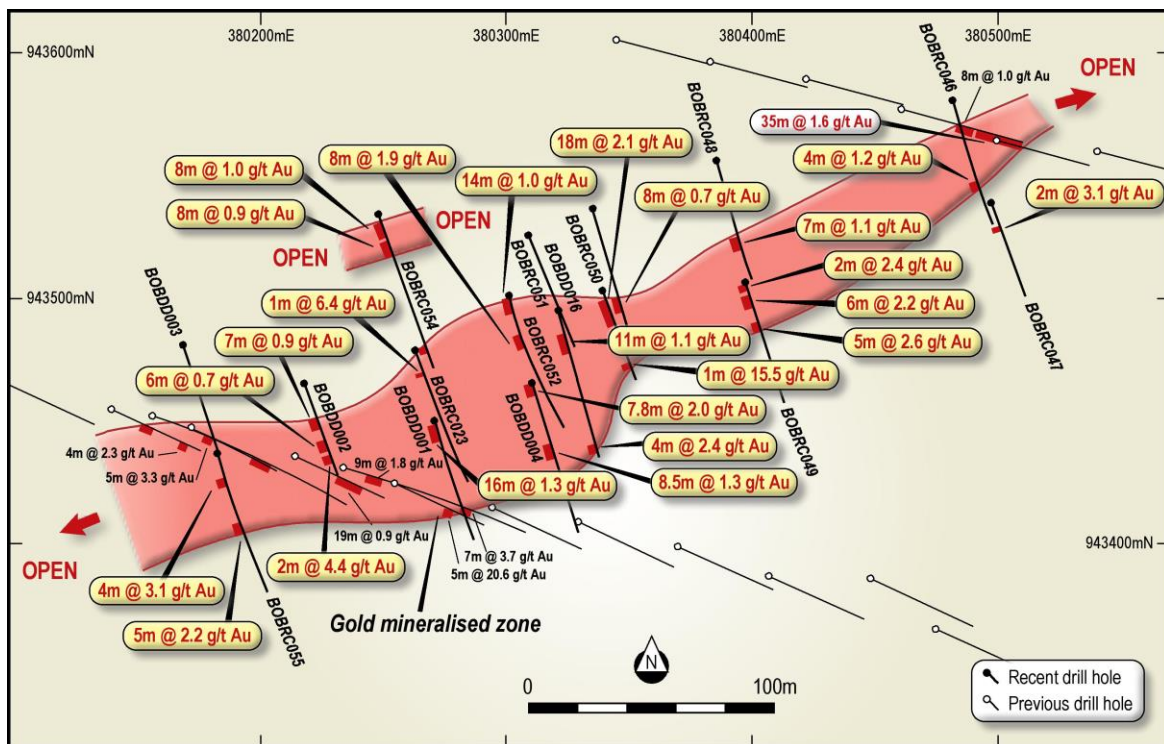 380200mE
380300mE
380400mE
380500mE
943600mN
943500mN
943400mN
OPEN
BOBRC046
8m @ 1.0 g/t Au
35m @ 1.6 g/t Au
4m @ 1.2 g/t Au
2m @ 3.1 g/t Au
BOBRC047
BOBRC048
18m @ 2.1 g/t Au
8m @ 1.9 g/t Au
8m @ 1.0 g/t Au
14m @ 1.0 g/t Au
8m @ 0.7 g/t Au
8m @ 0.9 g/t Au
7m @ 1.1 g/t Au
OPEN
OPEN
BOBRC050
BOBDD016
BOBRC051
2m @ 2.4 g/t Au
BOBDD003
BOBRC054
1m @ 6.4 g/t Au
6m @ 2.2 g/t Au
7m @ 0.9 g/t Au
11m @ 1.1 g/t Au
5m @ 2.6 g/t Au
BOBRC052
1m @ 15.5 g/t Au
6m @ 0.7 g/t Au
BOBDD002
BOBRC023
BOBDD001
7.8m @ 2.0 g/t Au
BOBDD004
BOBRC049
4m @ 2.4 g/t Au
4m @ 2.3 g/t Au
5m @ 3.3 g/t Au
9m @ 1.8 g/t Au
16m @ 1.3 g/t Au
8.5m @ 1.3 g/t Au
19m @ 0.9 g/t Au
7m @ 3.7 g/t Au
5m @ 20.6 g/t Au
OPEN
4m @ 3.1 g/t Au
2m @ 4.4 g/t Au
5m @ 2.2 g/t Au
BOBRC055
Gold mineralised zone
N
0
100m
Recent drill hole
Previous drill hole